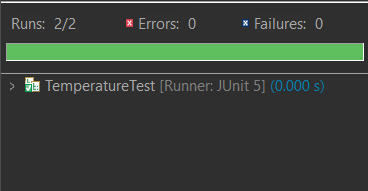 Runs: 2/2 Errors: 0 Failures: 0
TemperatureTest [Runner: JUnit 5] (0.000 s)